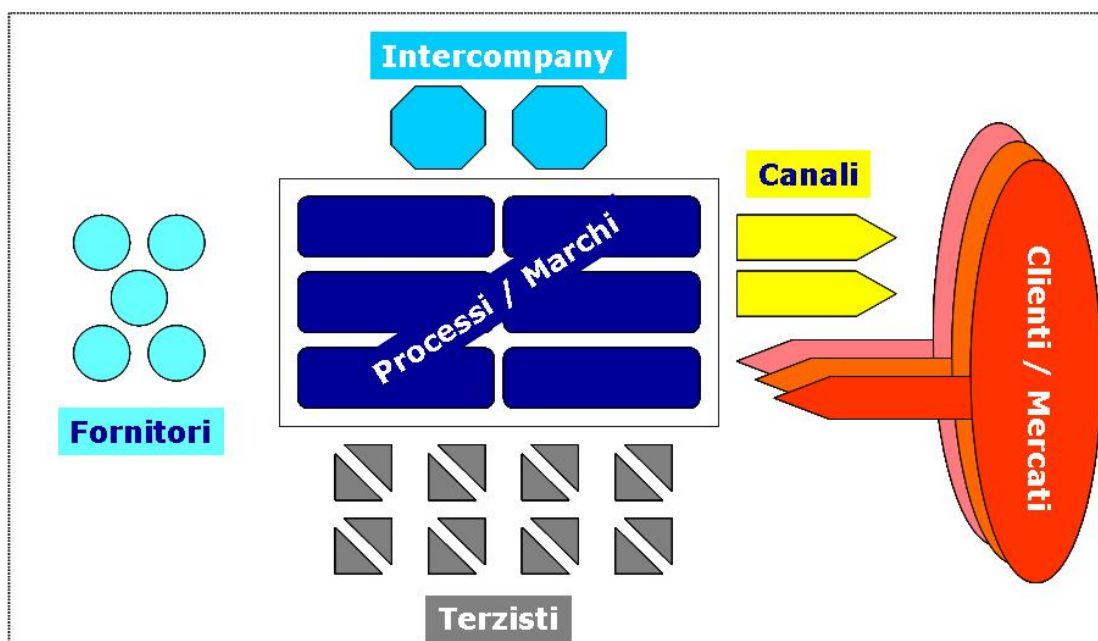 Intercompany
Canali
Processi / Marchi
Clienti / Mercati
Fornitori
Terzisti